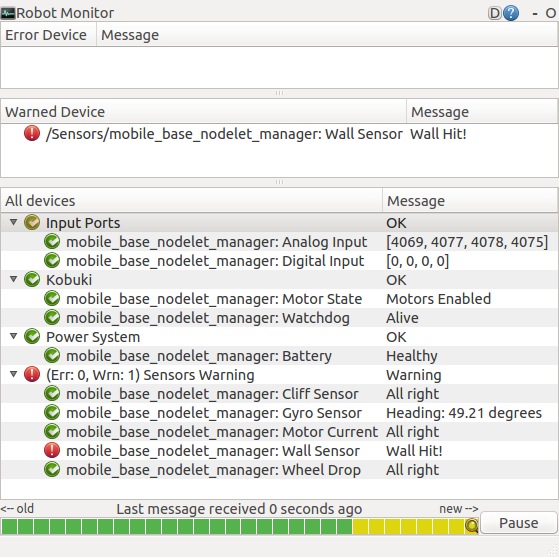 Robot Monitor D ? - O
Error Device Message
Warned Device Message
/Sensors/mobile_base_nodelet_manager: Wall Sensor Wall Hit!
All devices Message
Input Ports OK
mobile_base_nodelet_manager: Analog Input [4069, 4077, 4078, 4075]
mobile_base_nodelet_manager: Digital Input [0, 0, 0, 0]
Kobuki OK
mobile_base_nodelet_manager: Motor State Motors Enabled
mobile_base_nodelet_manager: Watchdog Alive
Power System OK
mobile_base_nodelet_manager: Battery Healthy
(Err: 0, Wrn: 1) Sensors Warning Warning
mobile_base_nodelet_manager: Cliff Sensor All right
mobile_base_nodelet_manager: Gyro Sensor Heading: 49.21 degrees
mobile_base_nodelet_manager: Motor Current All right
mobile_base_nodelet_manager: Wall Sensor Wall Hit!
mobile_base_nodelet_manager: Wheel Drop All right
<-- old Last message received 0 seconds ago new -->
Pause